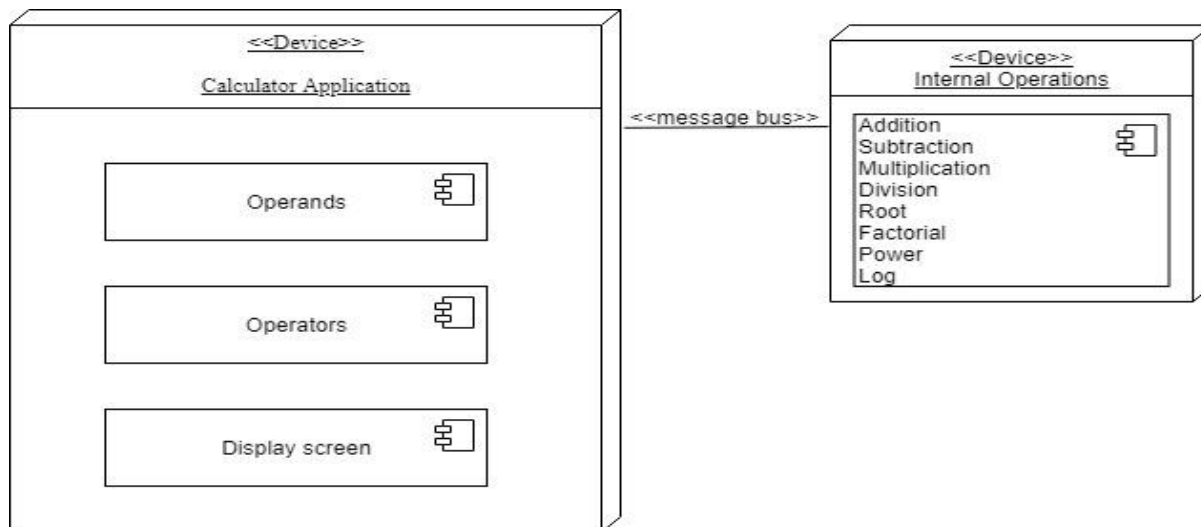 <<Device>>
Calculator Application
Operands
Operators
Display screen
<<message bus>>
<<Device>>
Internal Operations
Addition
Subtraction
Multiplication
Division
Root
Factorial
Power
Log